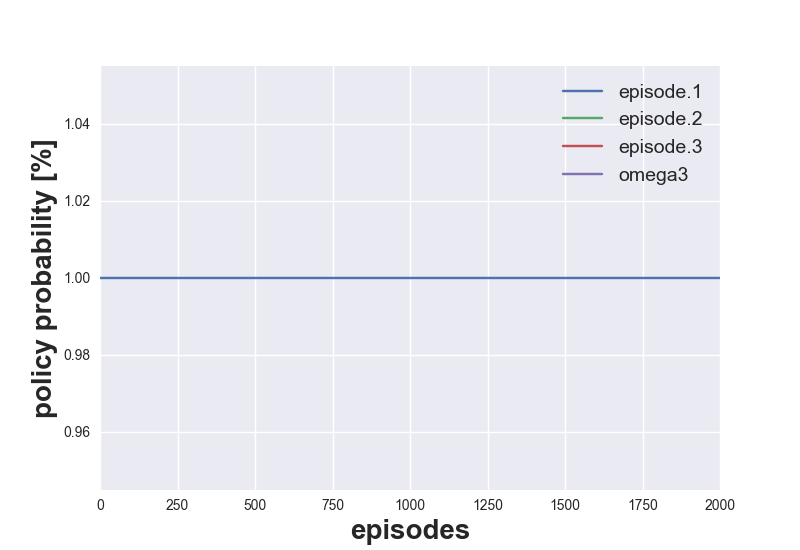 episode.1
episode.2
episode.3
omega3
policy probability [%]
1.04
1.02
1.00
0.98
0.96
0 250 500 750 1000 1250 1500 1750 2000
episodes